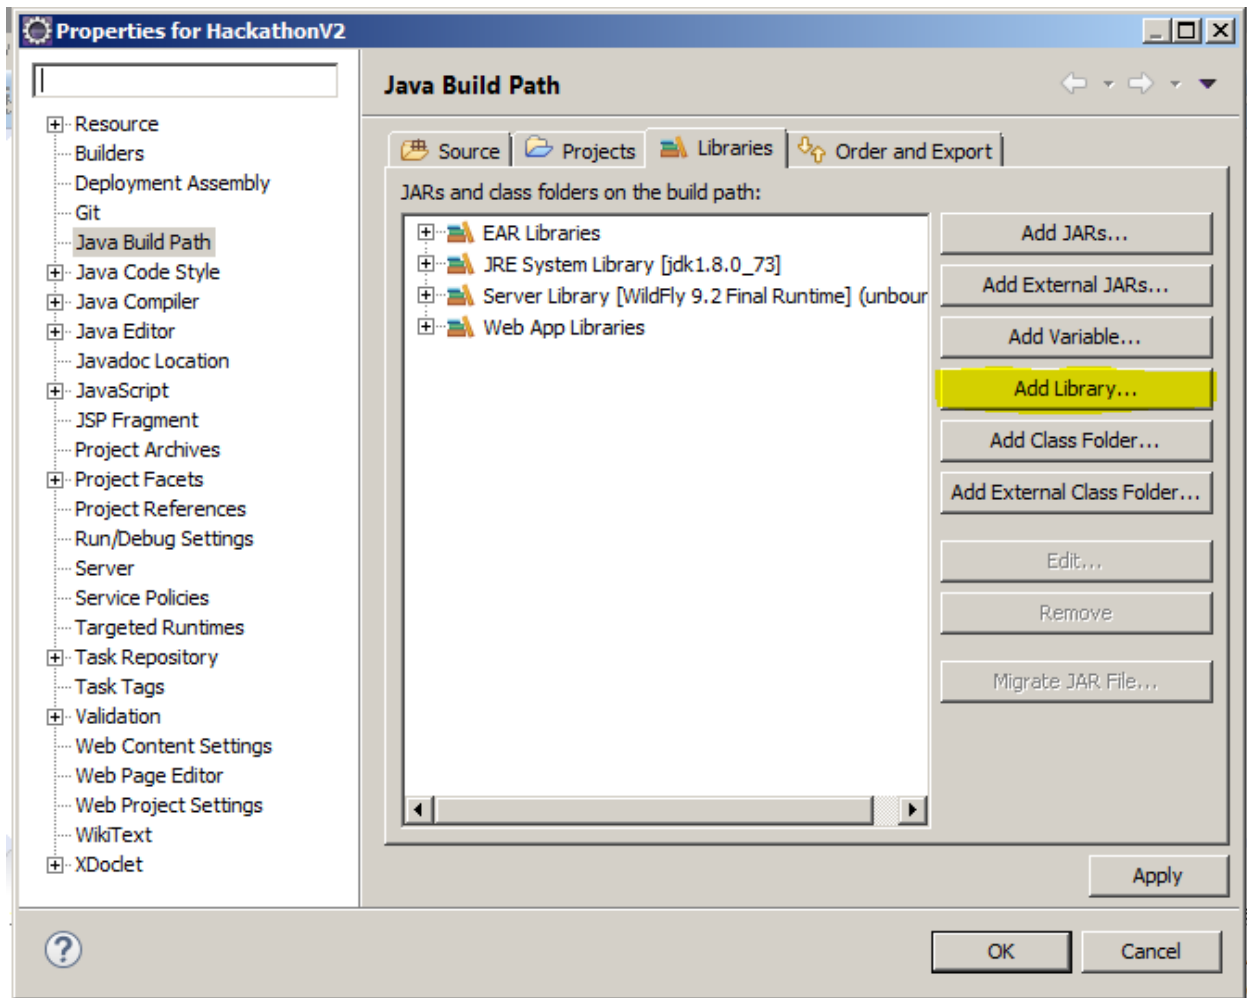 Properties for HackathonV2
Java Build Path
Resource
Builders
Deployment Assembly
Git
Java Build Path
Java Code Style
Java Compiler
Java Editor
Javadoc Location
JavaScript
JSP Fragment
Project Archives
Project Facets
Project References
Run/Debug Settings
Server
Service Policies
Targeted Runtimes
Task Repository
Task Tags
Validation
Web Content Settings
Web Page Editor
Web Project Settings
WikiText
XDoclet
Source Projects Libraries Order and Export
JARs and class folders on the build path:
EAR Libraries
JRE System Library [jdk1.8.0_73]
Server Library [WildFly 9.2 Final Runtime] (unbour
Web App Libraries
Add JARs...
Add External JARs...
Add Variable...
Add Library...
Add Class Folder...
Add External Class Folder...
Edit...
Remove
Migrate JAR File...
Apply
?
OK Cancel